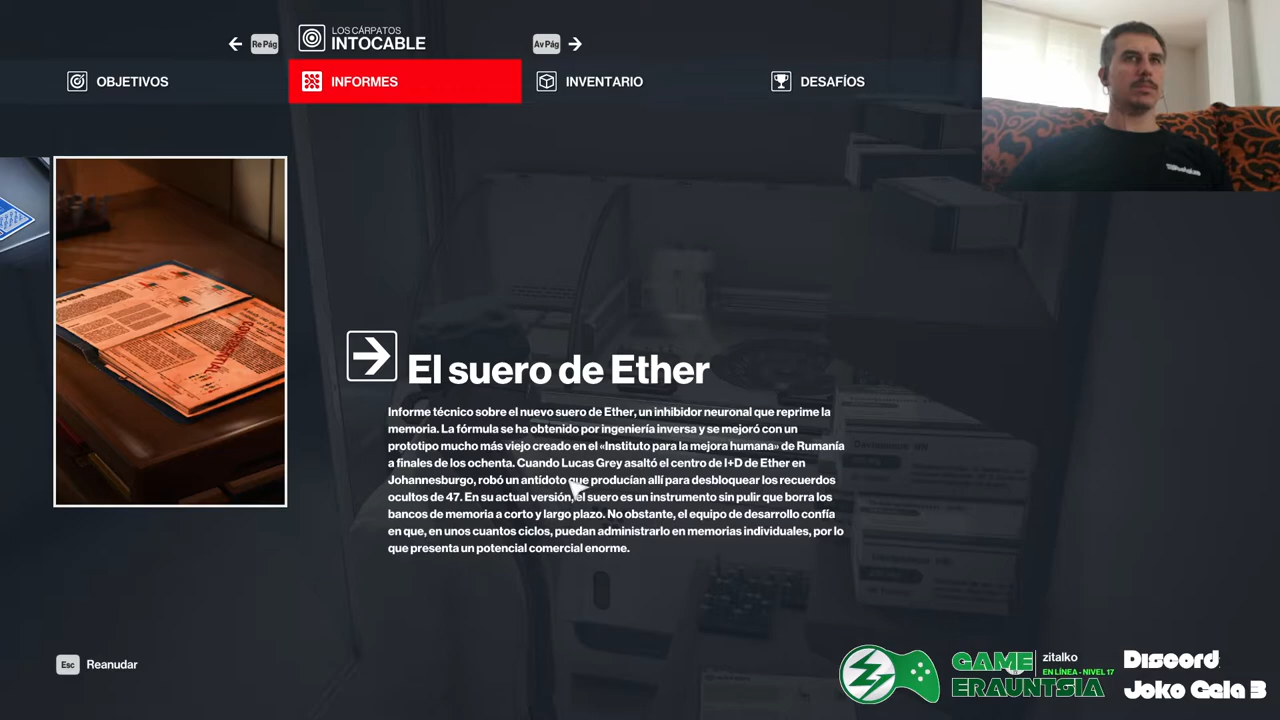 LOS CÁRPATOS
INTOCABLE
Re Pág
Av Pág
OBJETIVOS
INFORMES
INVENTARIO
DESAFÍOS
CONFIDENTIAL
El suero de Ether
Informe técnico sobre el nuevo suero de Ether, un inhibidor neuronal que reprime la
memoria. La fórmula se ha obtenido por ingeniería inversa y se mejoró con un
prototipo mucho más viejo creado en el «Instituto para la mejora humana» de Rumanía
a finales de los ochenta. Cuando Lucas Grey asaltó el centro de I+D de Ether en
Johannesburgo, robó un antídoto que producían allí para desbloquear los recuerdos
ocultos de 47. En su actual versión, el suero es un instrumento sin pulir que borra los
bancos de memoria a corto y largo plazo. No obstante, el equipo de desarrollo confía
en que, en unos cuantos ciclos, puedan administrarlo en memorias individuales, por lo
que presenta un potencial comercial enorme.
Esc Reanudar
GAME
ERAUNTSIA
zitalko
EN LÍNEA - NIVEL 17
Discord
Joko Gela 3